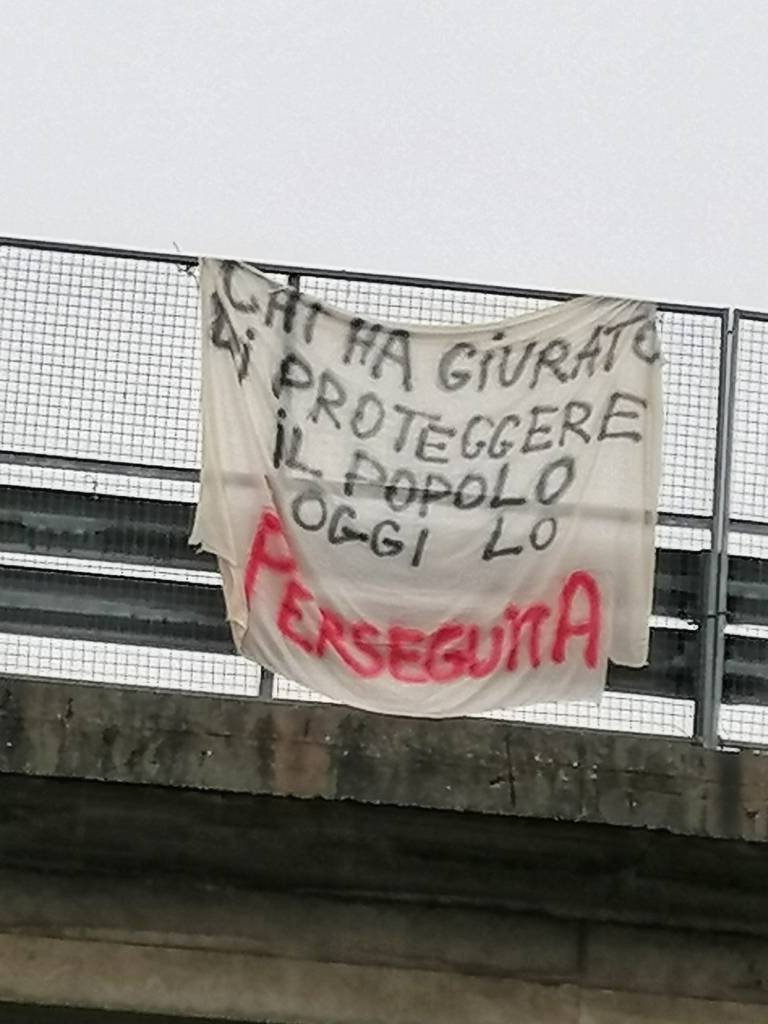 CHI HA GiURATO
Di PROTEGGERE
iL POPOLO
OGGI LO
PERSEGUITA